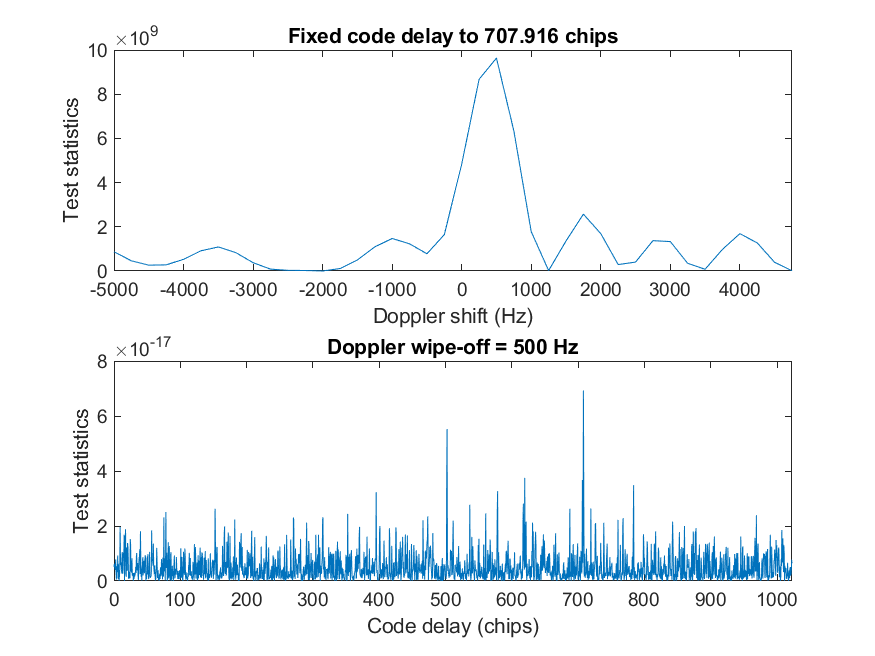 ×10^9
Fixed code delay to 707.916 chips
10
8
6
4
2
0
Test statistics
-5000 -4000 -3000 -2000 -1000 0 1000 2000 3000 4000
Doppler shift (Hz)
×10^-17
Doppler wipe-off = 500 Hz
8
6
4
2
0
Test statistics
0 100 200 300 400 500 600 700 800 900 1000
Code delay (chips)